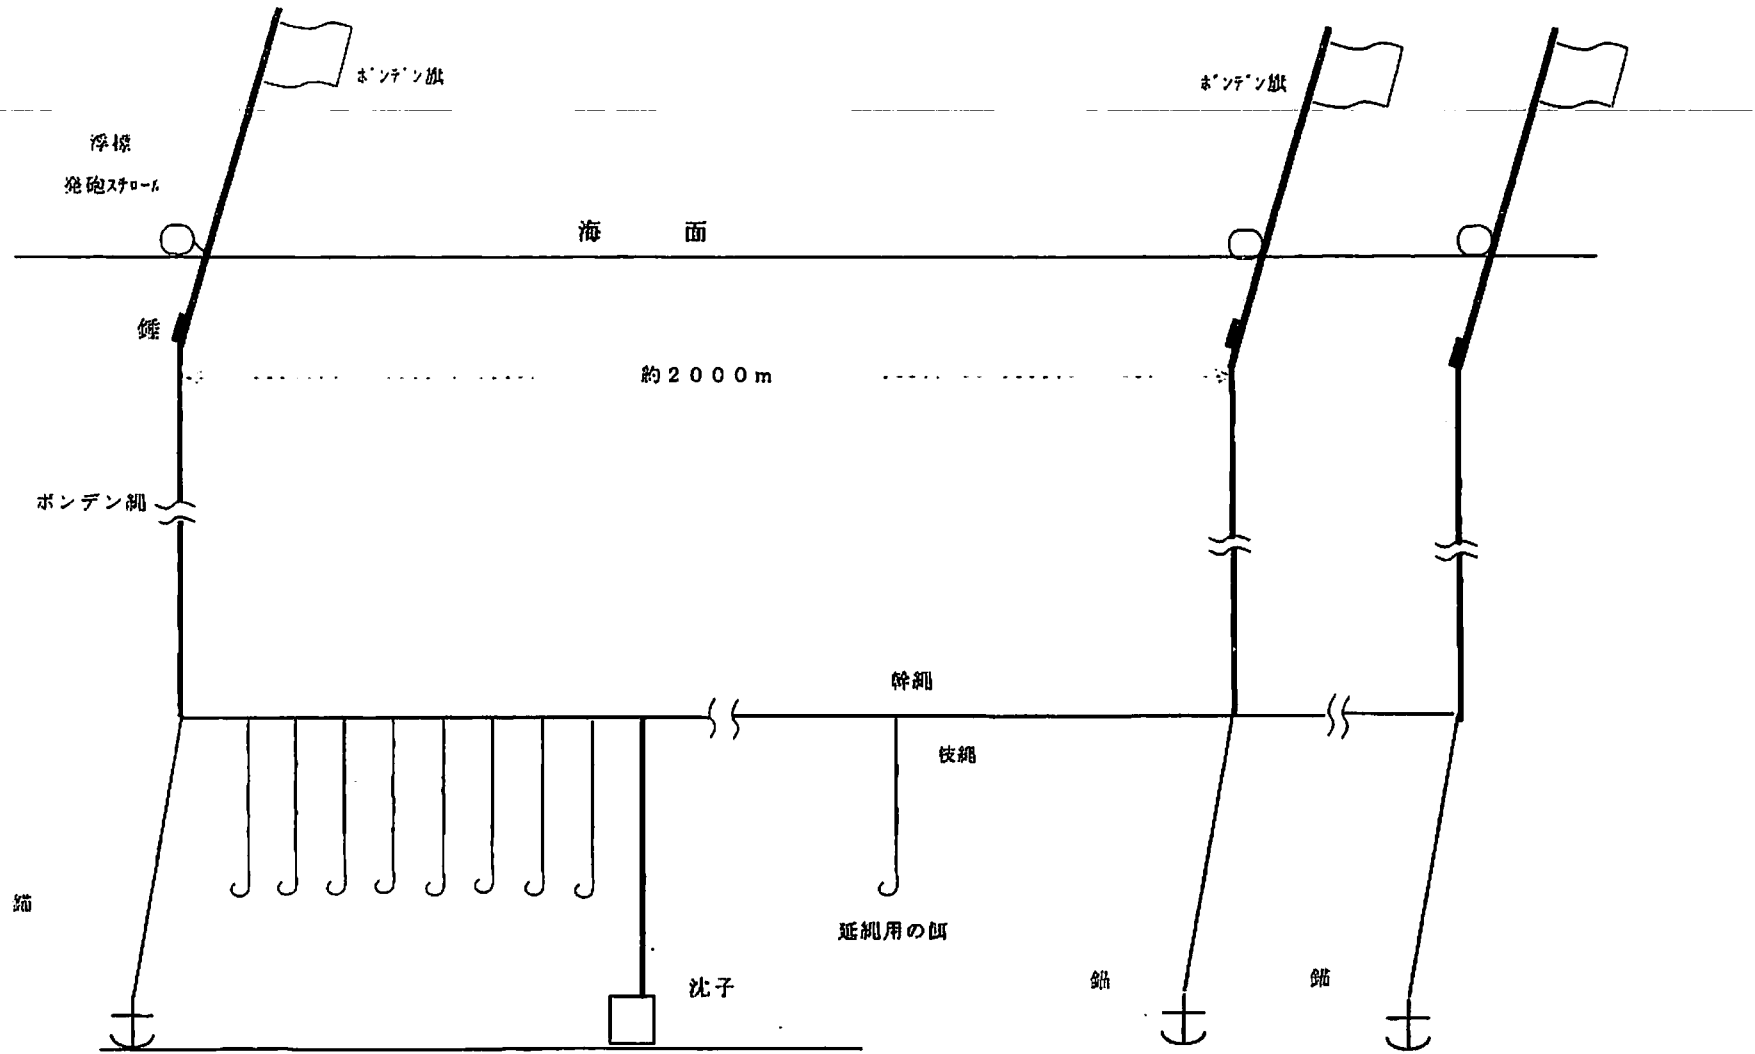 ボンデン旗
ボンデン旗
浮標
発砲スチロール
海　面
錘
約２０００ｍ
ボンデン縄
幹縄
枝縄
錨
延縄用の餌
沈子
錨
錨